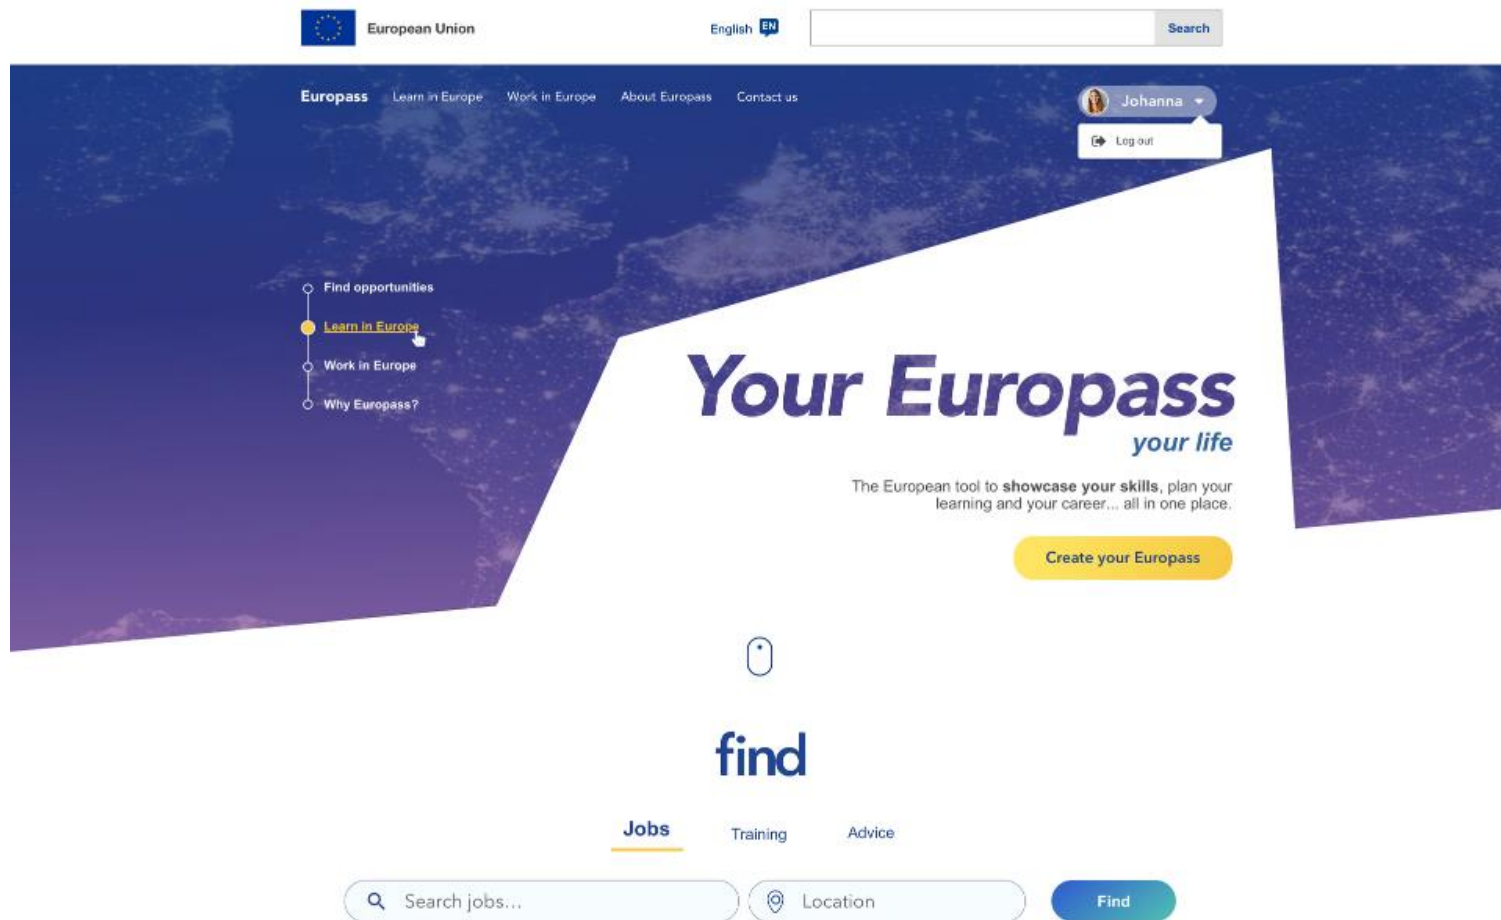 European Union
English EN
Search
Europass Learn in Europe Work in Europe About Europass Contact us
Johanna
Log out
Find opportunities
Learn in Europe
Work in Europe
Why Europass?
Your Europass
your life
The European tool to showcase your skills, plan your
learning and your career... all in one place.
Create your Europass
find
Jobs Training Advice
Search jobs... Location Find